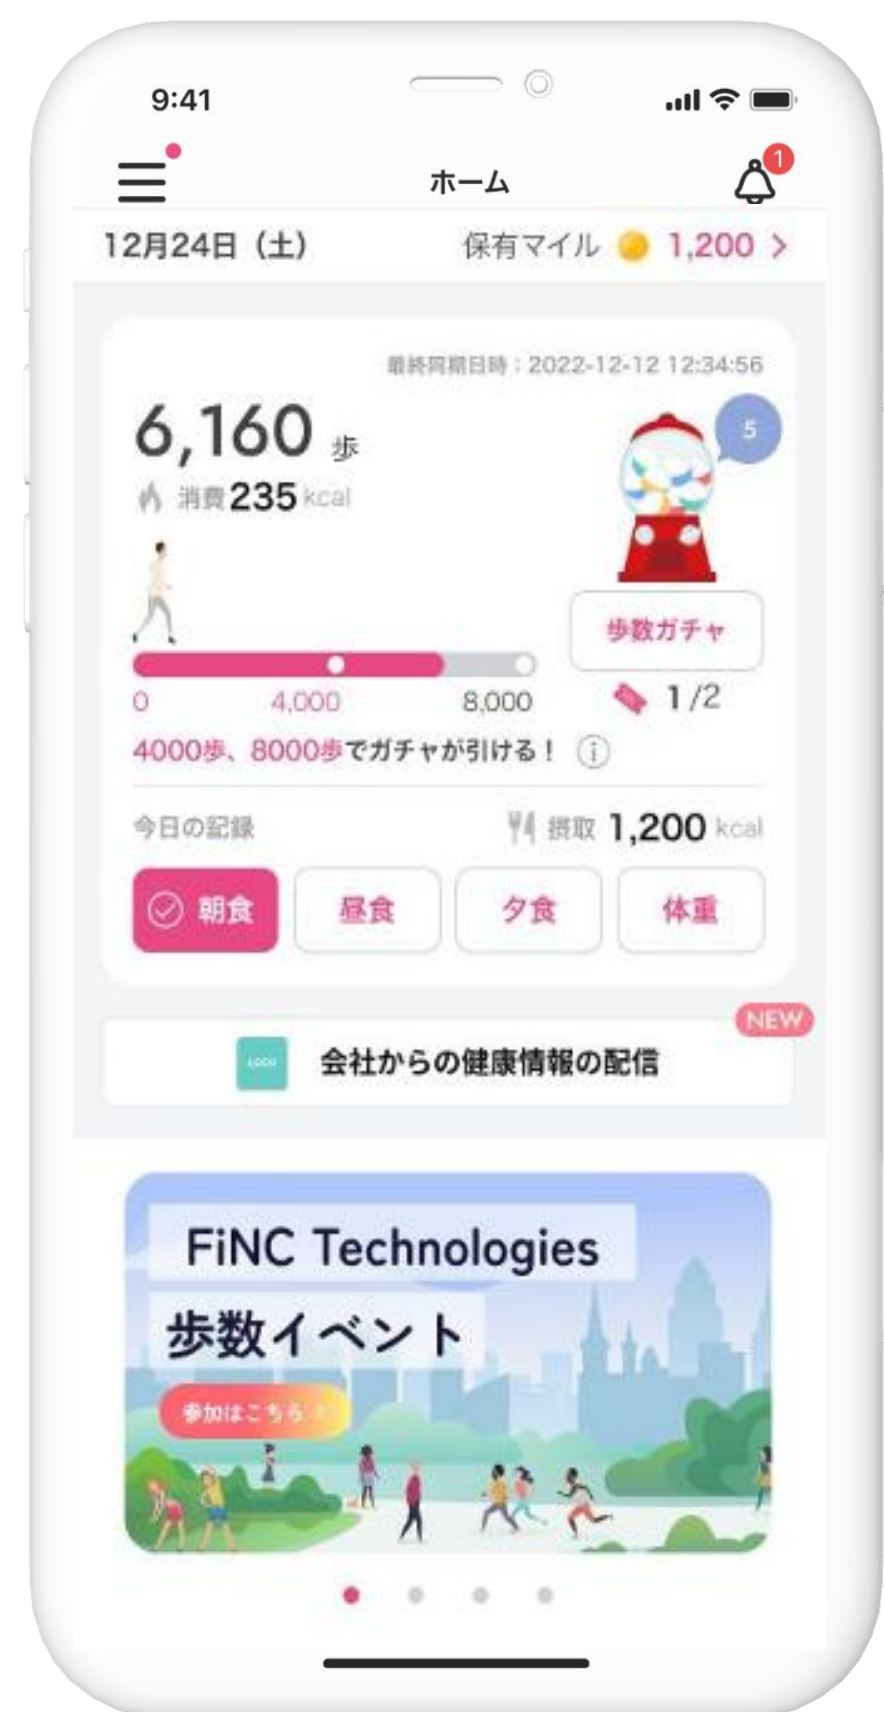 9:41
ホーム
1
12月24日（土）
保有マイル 1,200 >
最終同期日時：2022-12-12 12:34:56
6,160 歩
5
消費 235 kcal
歩数ガチャ
0 4,000 8,000
1/2
4000歩、8000歩でガチャが引ける！
今日の記録
摂取 1,200 kcal
朝食 昼食 夕食 体重
NEW
LOGO 会社からの健康情報の配信
FiNC Technologies
歩数イベント
参加はこちら >